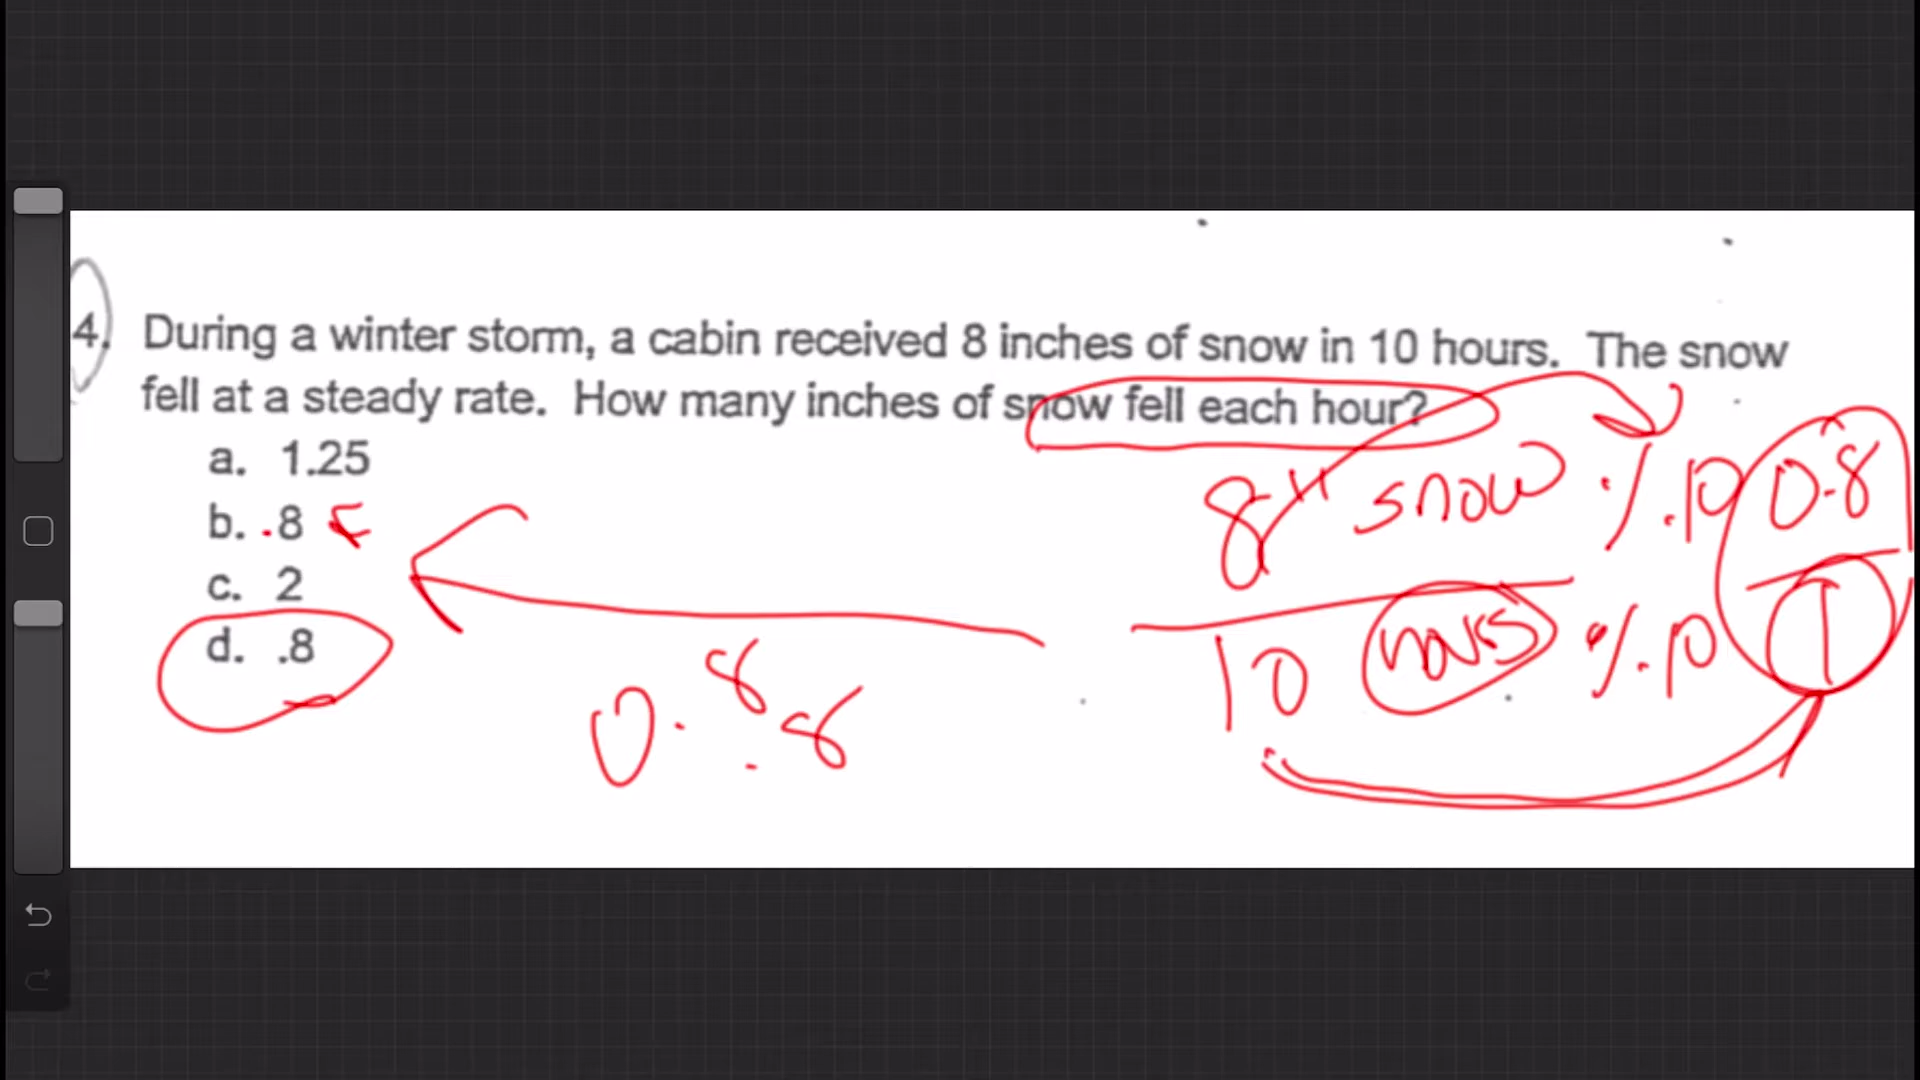 4. During a winter storm, a cabin received 8 inches of snow in 10 hours. The snow
fell at a steady rate. How many inches of snow fell each hour?
a. 1.25
b. .8
c. 2
d. .8
8" snow ÷10 0.8
10 hours ÷10 1
0.8 .8